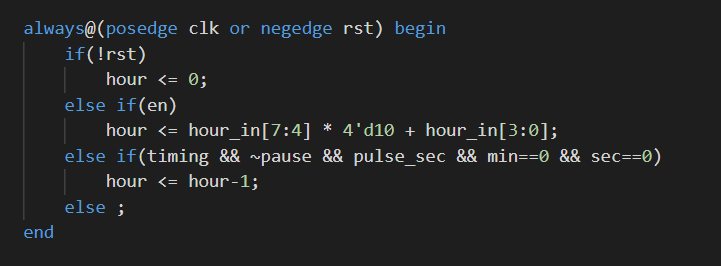 always@(posedge clk or negedge rst) begin
    if(!rst)
        hour <= 0;
    else if(en)
        hour <= hour_in[7:4] * 4'd10 + hour_in[3:0];
    else if(timing && ~pause && pulse_sec && min==0 && sec==0)
        hour <= hour-1;
    else ;
end